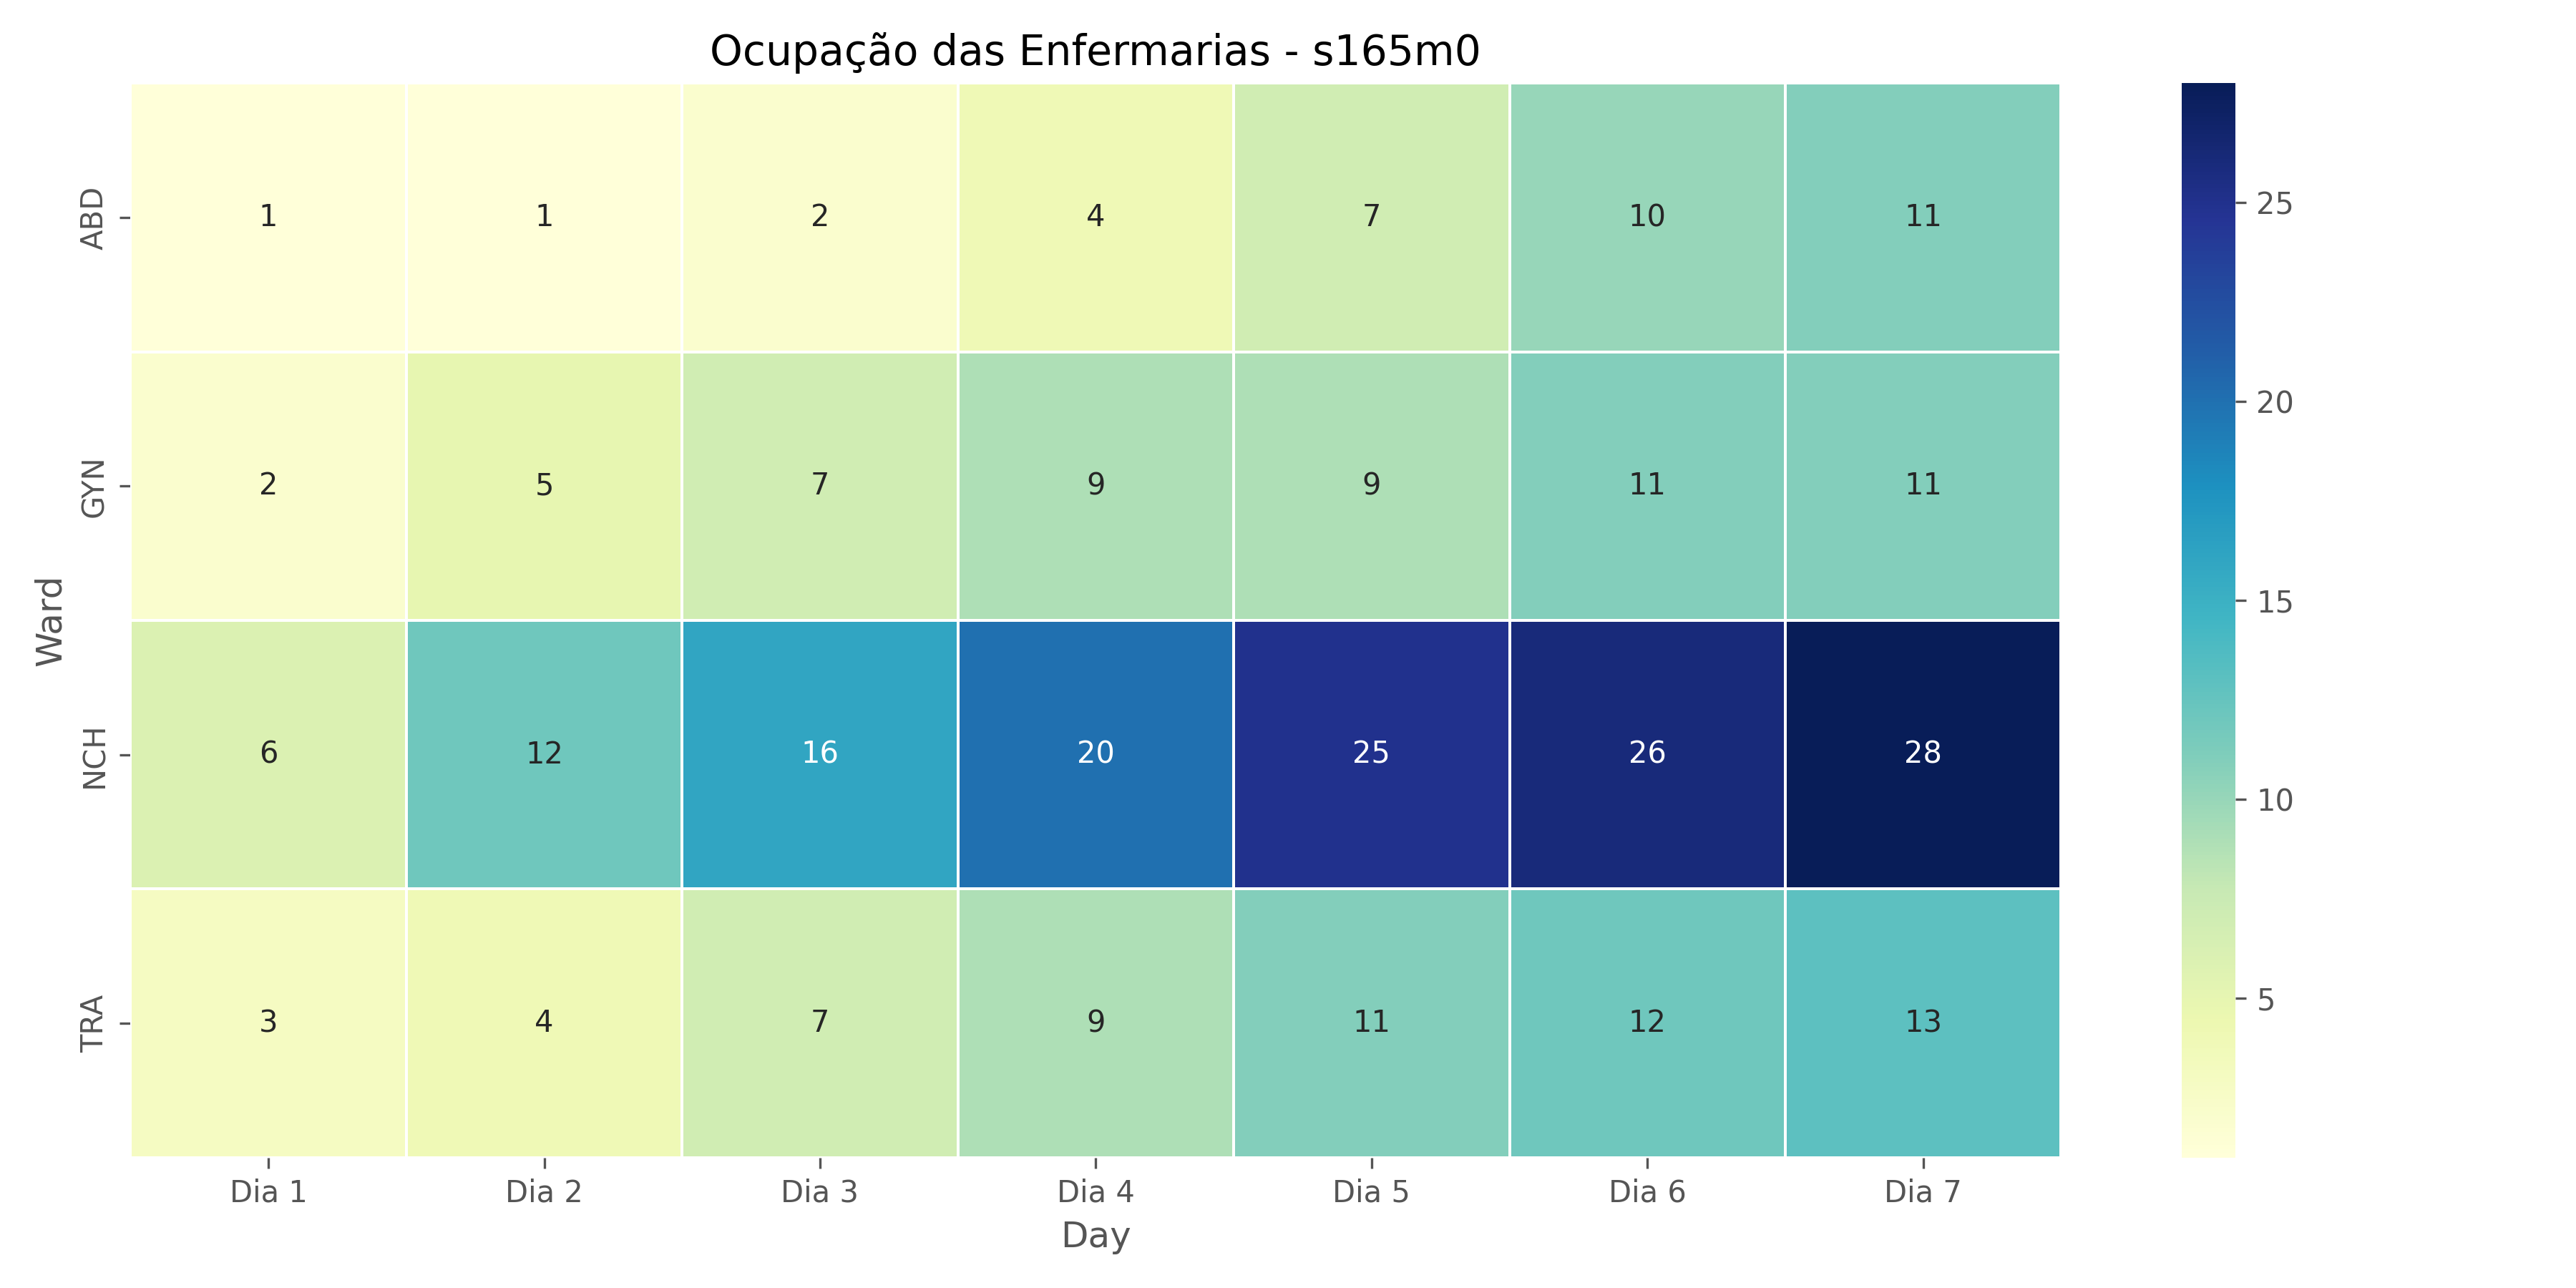 Ocupação das Enfermarias - s165m0
Ward
ABD 1 1 2 4 7 10 11
GYN 2 5 7 9 9 11 11
NCH 6 12 16 20 25 26 28
TRA 3 4 7 9 11 12 13
Dia 1 Dia 2 Dia 3 Dia 4 Dia 5 Dia 6 Dia 7
Day
25
20
15
10
5